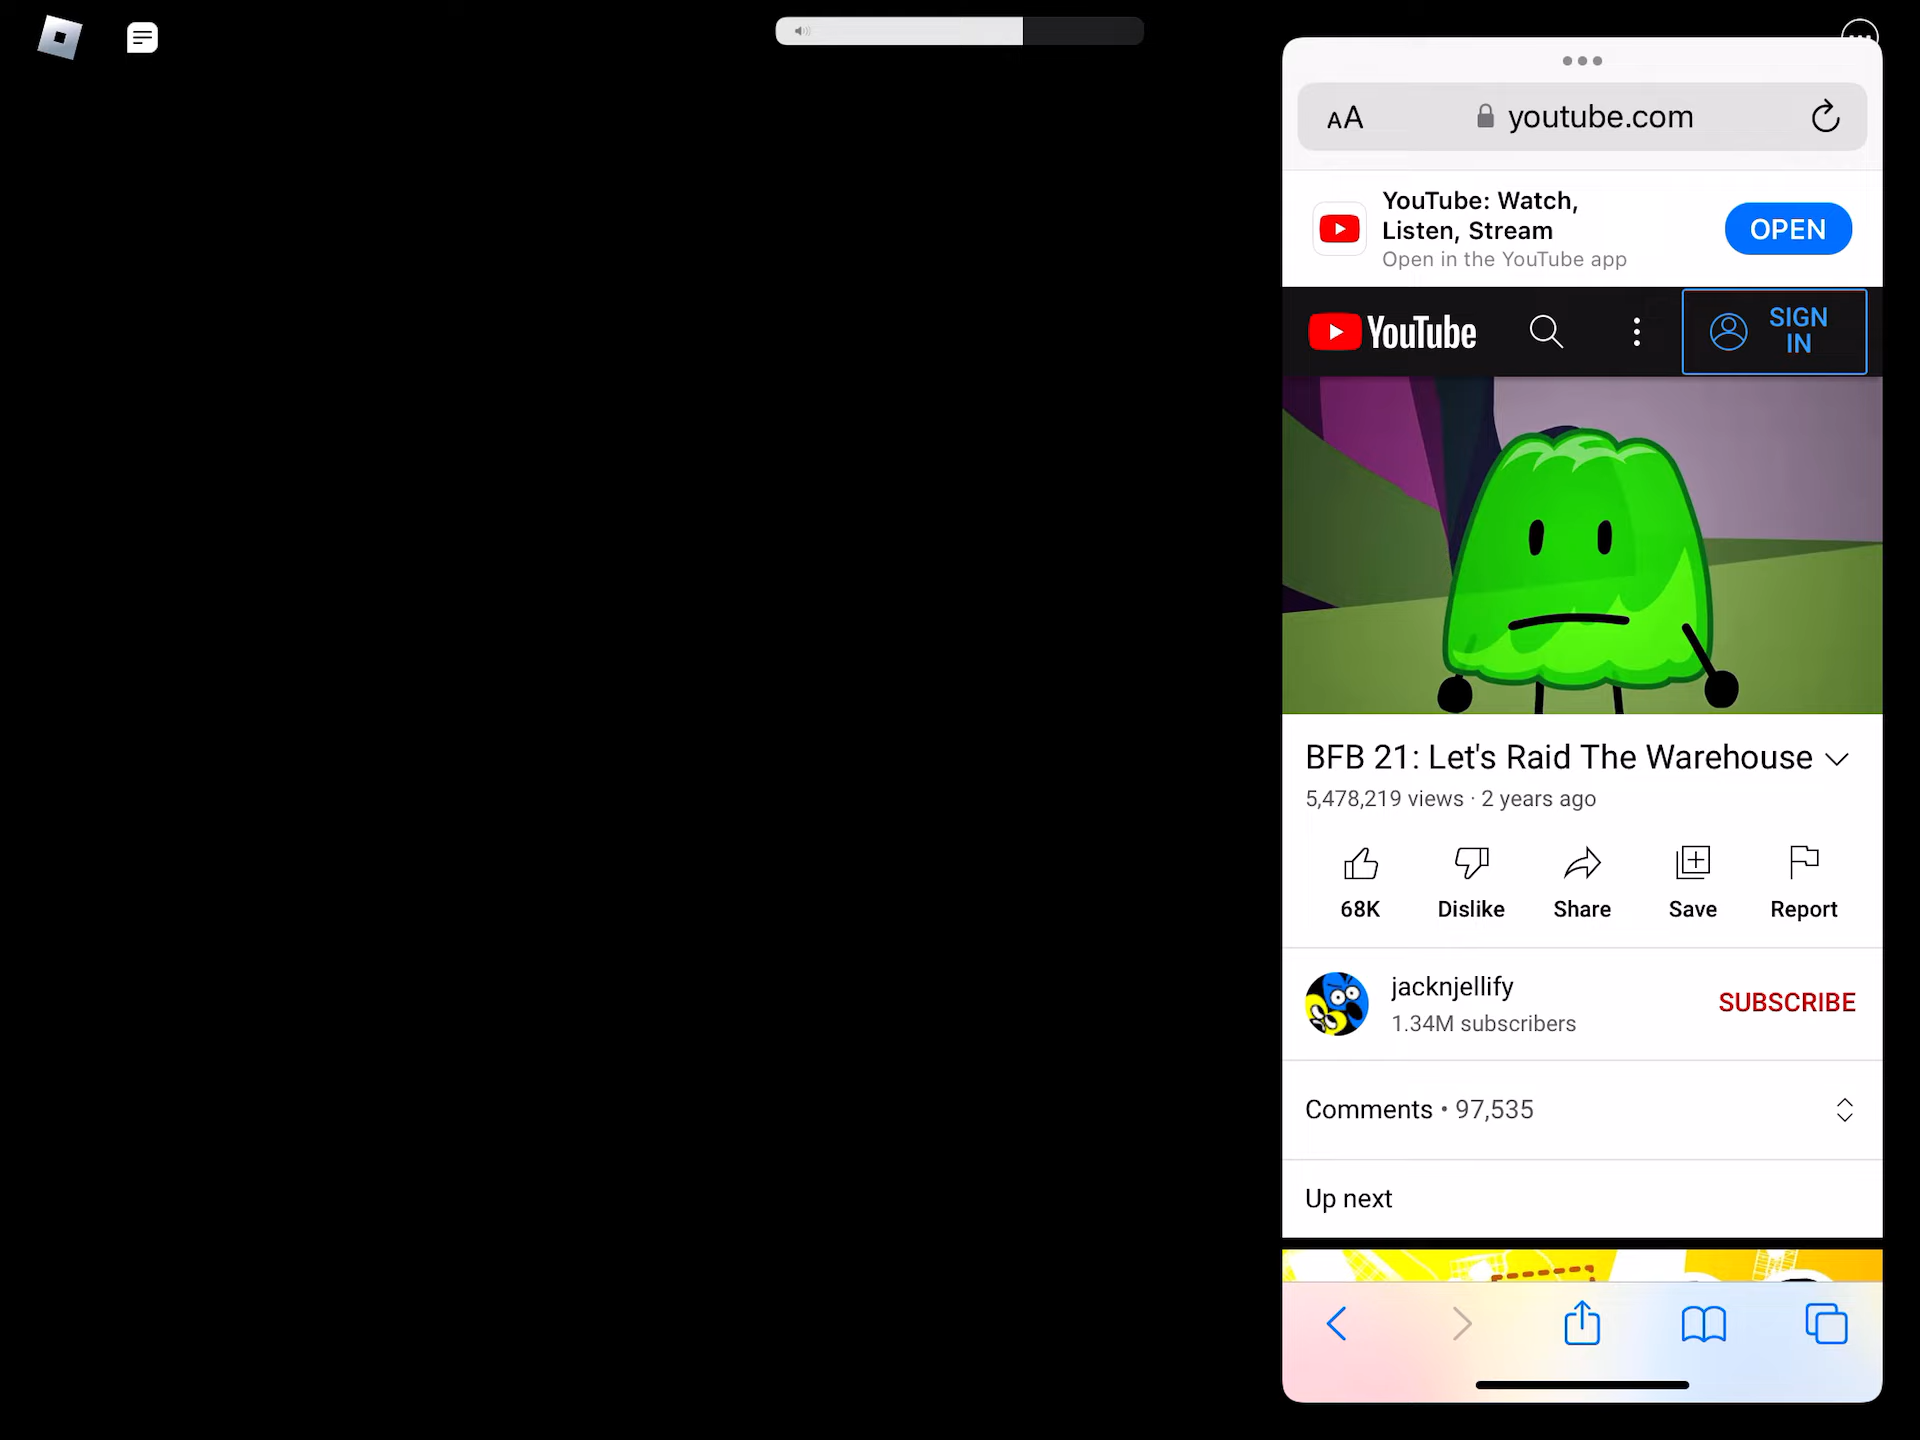 AA youtube.com
YouTube: Watch,
Listen, Stream
Open in the YouTube app
OPEN
YouTube
SIGN
IN
BFB 21: Let's Raid The Warehouse
5,478,219 views · 2 years ago
68K Dislike Share Save Report
jacknjellify
1.34M subscribers
SUBSCRIBE
Comments • 97,535
Up next